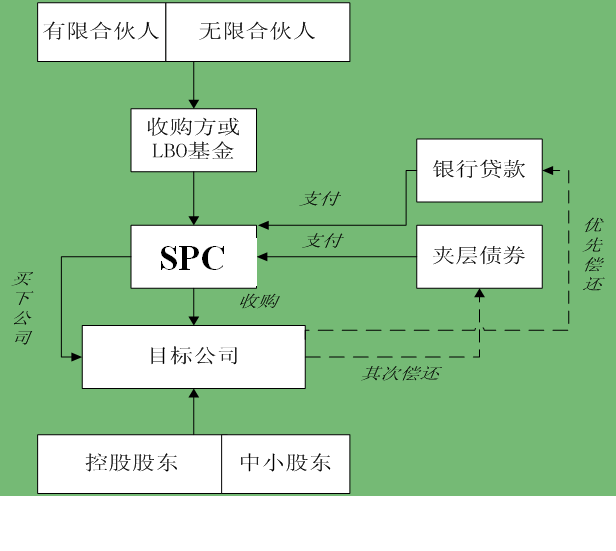 有限合伙人
无限合伙人
收购方或
LBO基金
银行贷款
支付
优先偿还
SPC
支付
夹层债券
买下公司
收购
目标公司
其次偿还
控股股东
中小股东